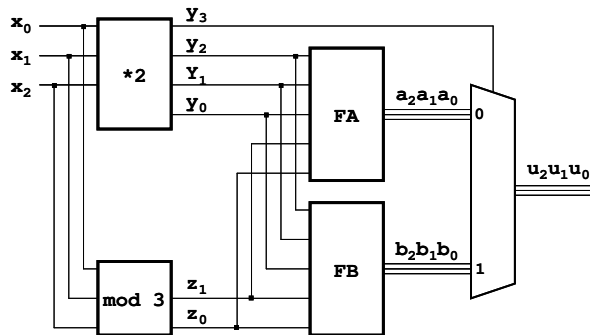 x₀
x₁
x₂
*2
y₃
y₂
Y₁
y₀
FA
a₂a₁a₀
0
u₂u₁u₀
b₂b₁b₀
1
FB
mod 3
z₁
z₀